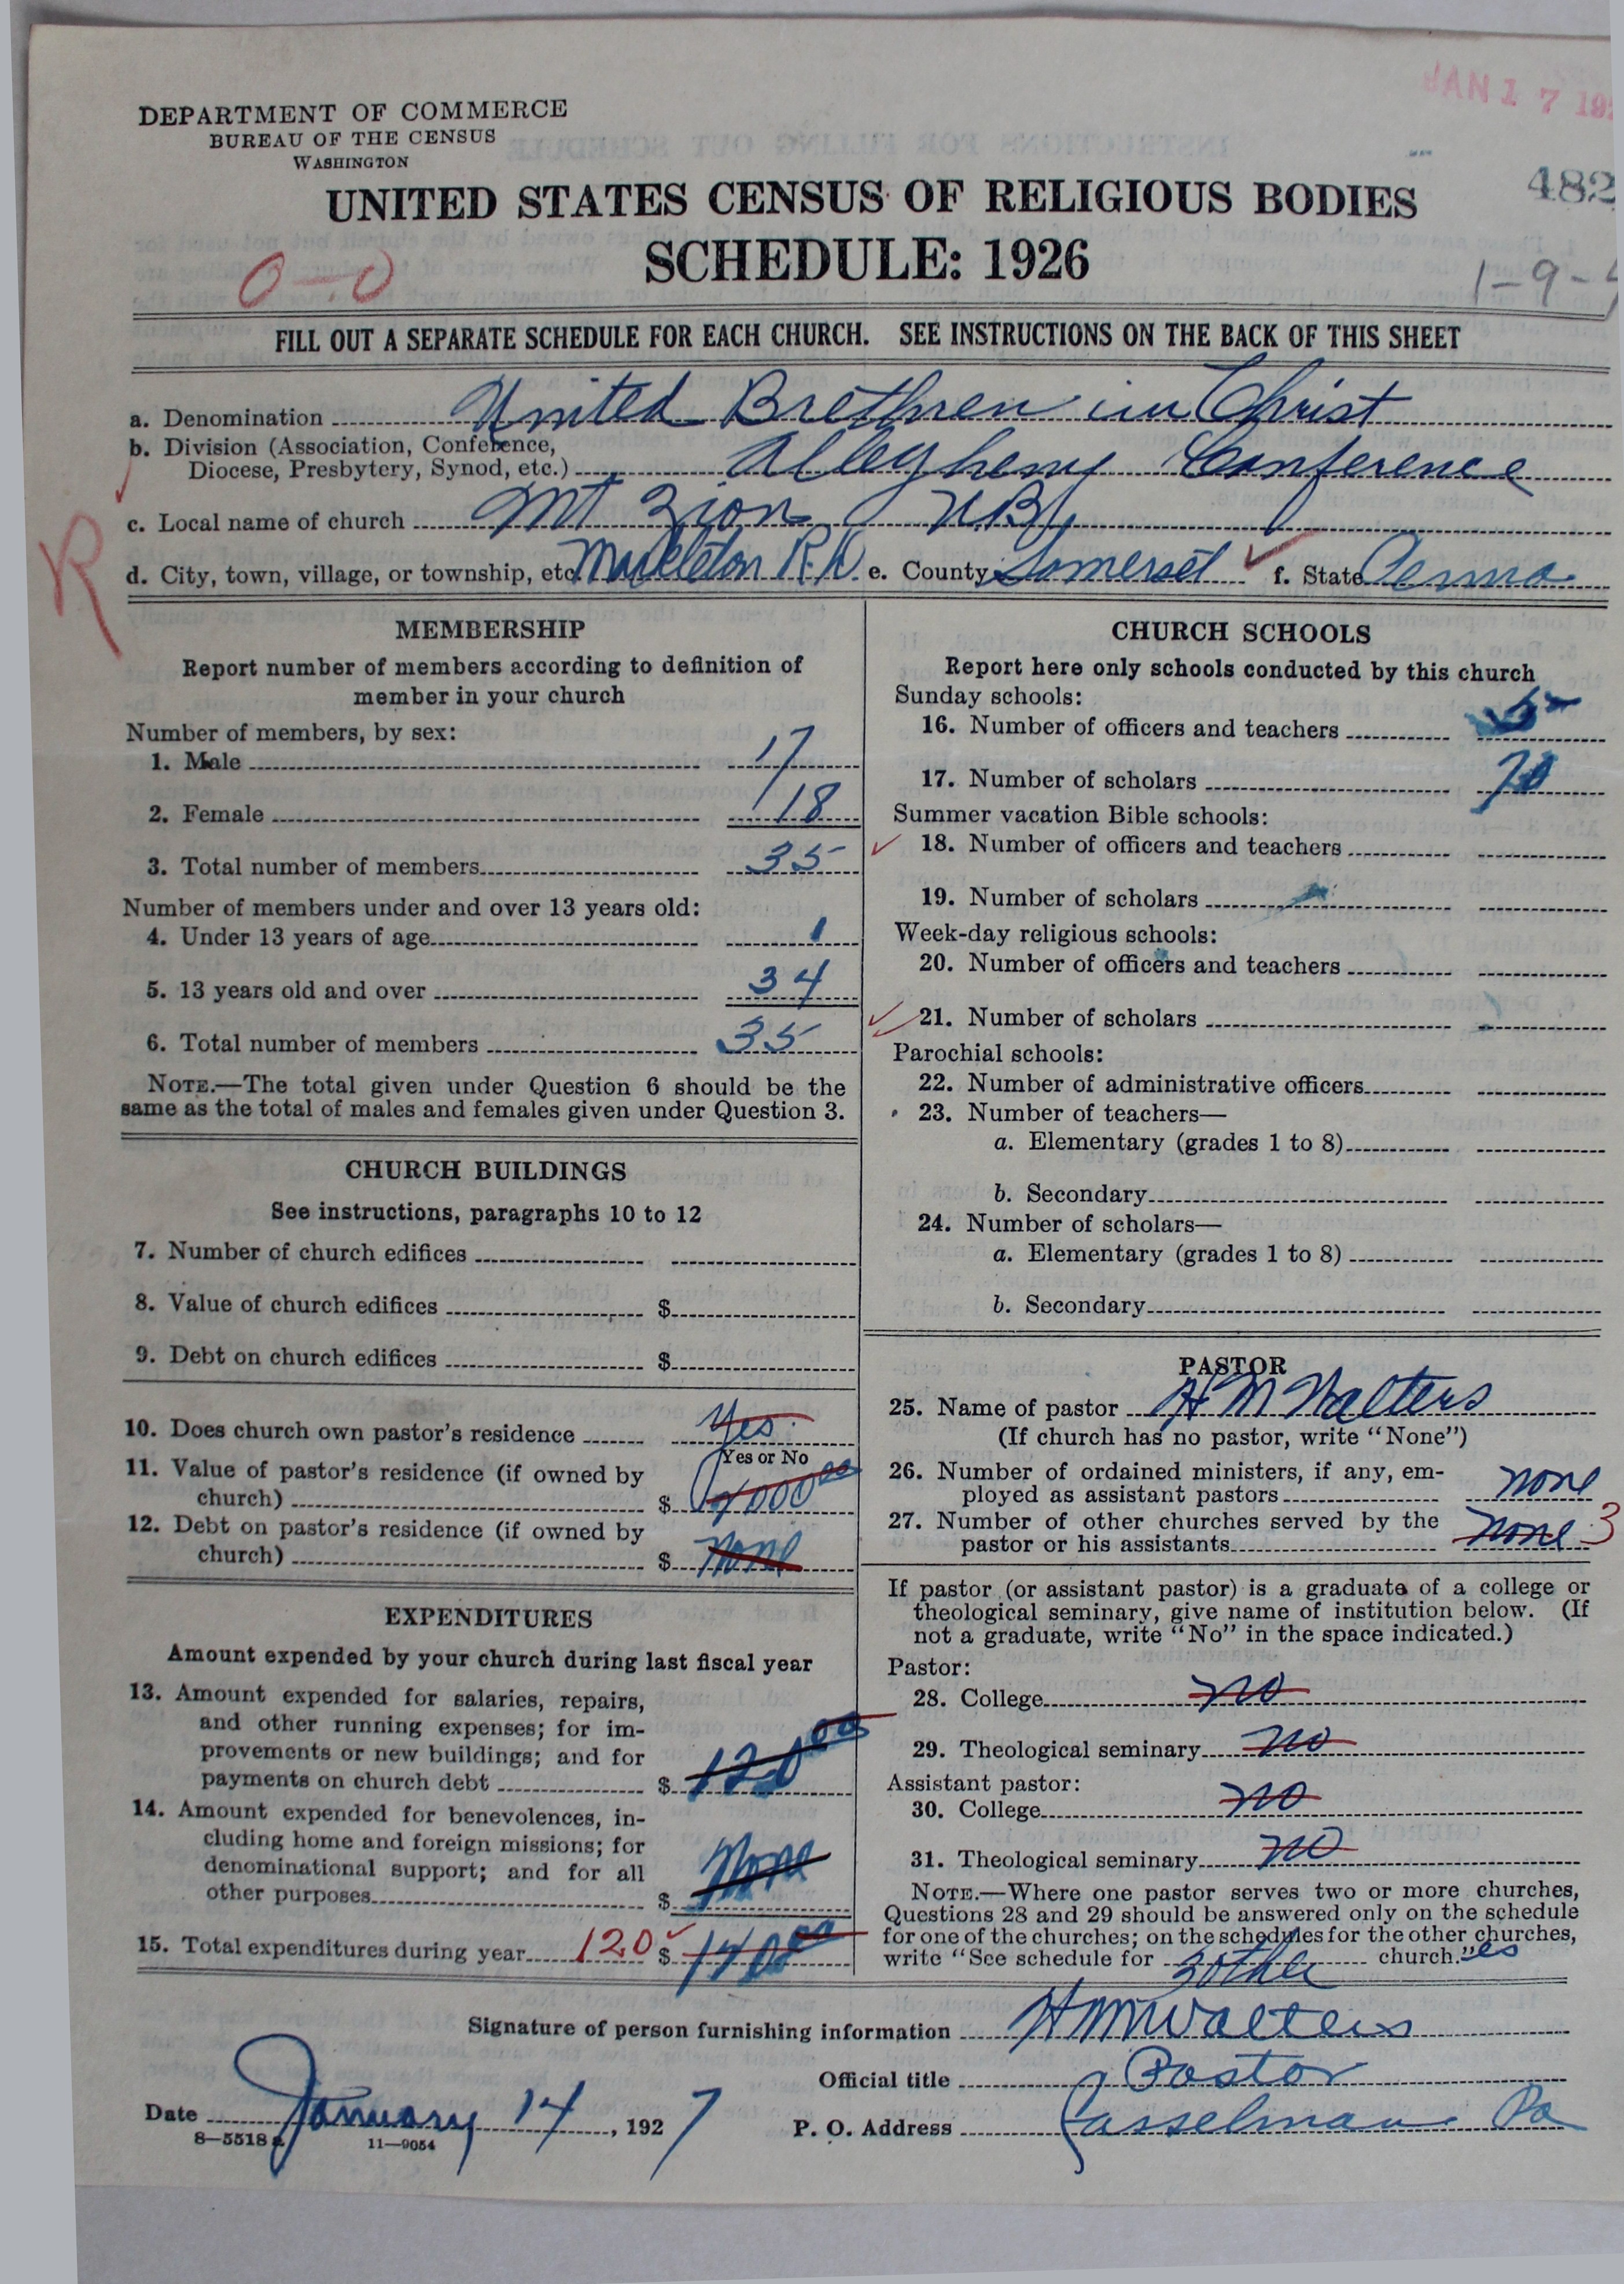 JAN 17 19
DEPARTMENT OF COMMERCE
BUREAU OF THE CENSUS
WASHINGTON
482
UNITED STATES CENSUS OF RELIGIOUS BODIES
SCHEDULE: 1926
0-0
1-9-
FILL OUT A SEPARATE SCHEDULE FOR EACH CHURCH. SEE INSTRUCTIONS ON THE BACK OF THIS SHEET
a. Denomination United Brethren in Christ
b. Division (Association, Conference,
Diocese, Presbytery, Synod, etc.) Allegheny Conference
c. Local name of church Mt Zion U.B.
R
d. City, town, village, or township, etc. Markleton R.D. e. County Somerset f. State Penna
MEMBERSHIP
Report number of members according to definition of
member in your church
Number of members, by sex:
1. Male 17
2. Female 18
3. Total number of members 35
Number of members under and over 13 years old:
4. Under 13 years of age 1
5. 13 years old and over 34
6. Total number of members 35
NOTE.—The total given under Question 6 should be the
same as the total of males and females given under Question 3.
CHURCH BUILDINGS
See instructions, paragraphs 10 to 12
7. Number of church edifices
8. Value of church edifices $
9. Debt on church edifices $
10. Does church own pastor's residence Yes
Yes or No
11. Value of pastor's residence (if owned by
church) $ 4000 00
12. Debt on pastor's residence (if owned by
church) $ none
EXPENDITURES
Amount expended by your church during last fiscal year
13. Amount expended for salaries, repairs,
and other running expenses; for im-
provements or new buildings; and for
payments on church debt $ 120 00
14. Amount expended for benevolences, in-
cluding home and foreign missions; for
denominational support; and for all
other purposes $ None
15. Total expenditures during year 120 $ 120 00
CHURCH SCHOOLS
Report here only schools conducted by this church
Sunday schools:
16. Number of officers and teachers 5
17. Number of scholars 70
Summer vacation Bible schools:
18. Number of officers and teachers
19. Number of scholars
Week-day religious schools:
20. Number of officers and teachers
21. Number of scholars
Parochial schools:
22. Number of administrative officers
23. Number of teachers—
a. Elementary (grades 1 to 8)
b. Secondary
24. Number of scholars—
a. Elementary (grades 1 to 8)
b. Secondary
PASTOR
25. Name of pastor H M Walters
(If church has no pastor, write "None")
26. Number of ordained ministers, if any, em-
ployed as assistant pastors none
27. Number of other churches served by the
pastor or his assistants none 3
If pastor (or assistant pastor) is a graduate of a college or
theological seminary, give name of institution below. (If
not a graduate, write "No" in the space indicated.)
Pastor:
28. College no
29. Theological seminary no
Assistant pastor:
30. College no
31. Theological seminary no
NOTE.—Where one pastor serves two or more churches,
Questions 28 and 29 should be answered only on the schedule
for one of the churches; on the schedules for the other churches,
write "See schedule for 3 other church." es
Signature of person furnishing information H M Walters
Official title Pastor
Date January 14, 1927 P. O. Address Casselman Pa
8—5518 a 11—9054